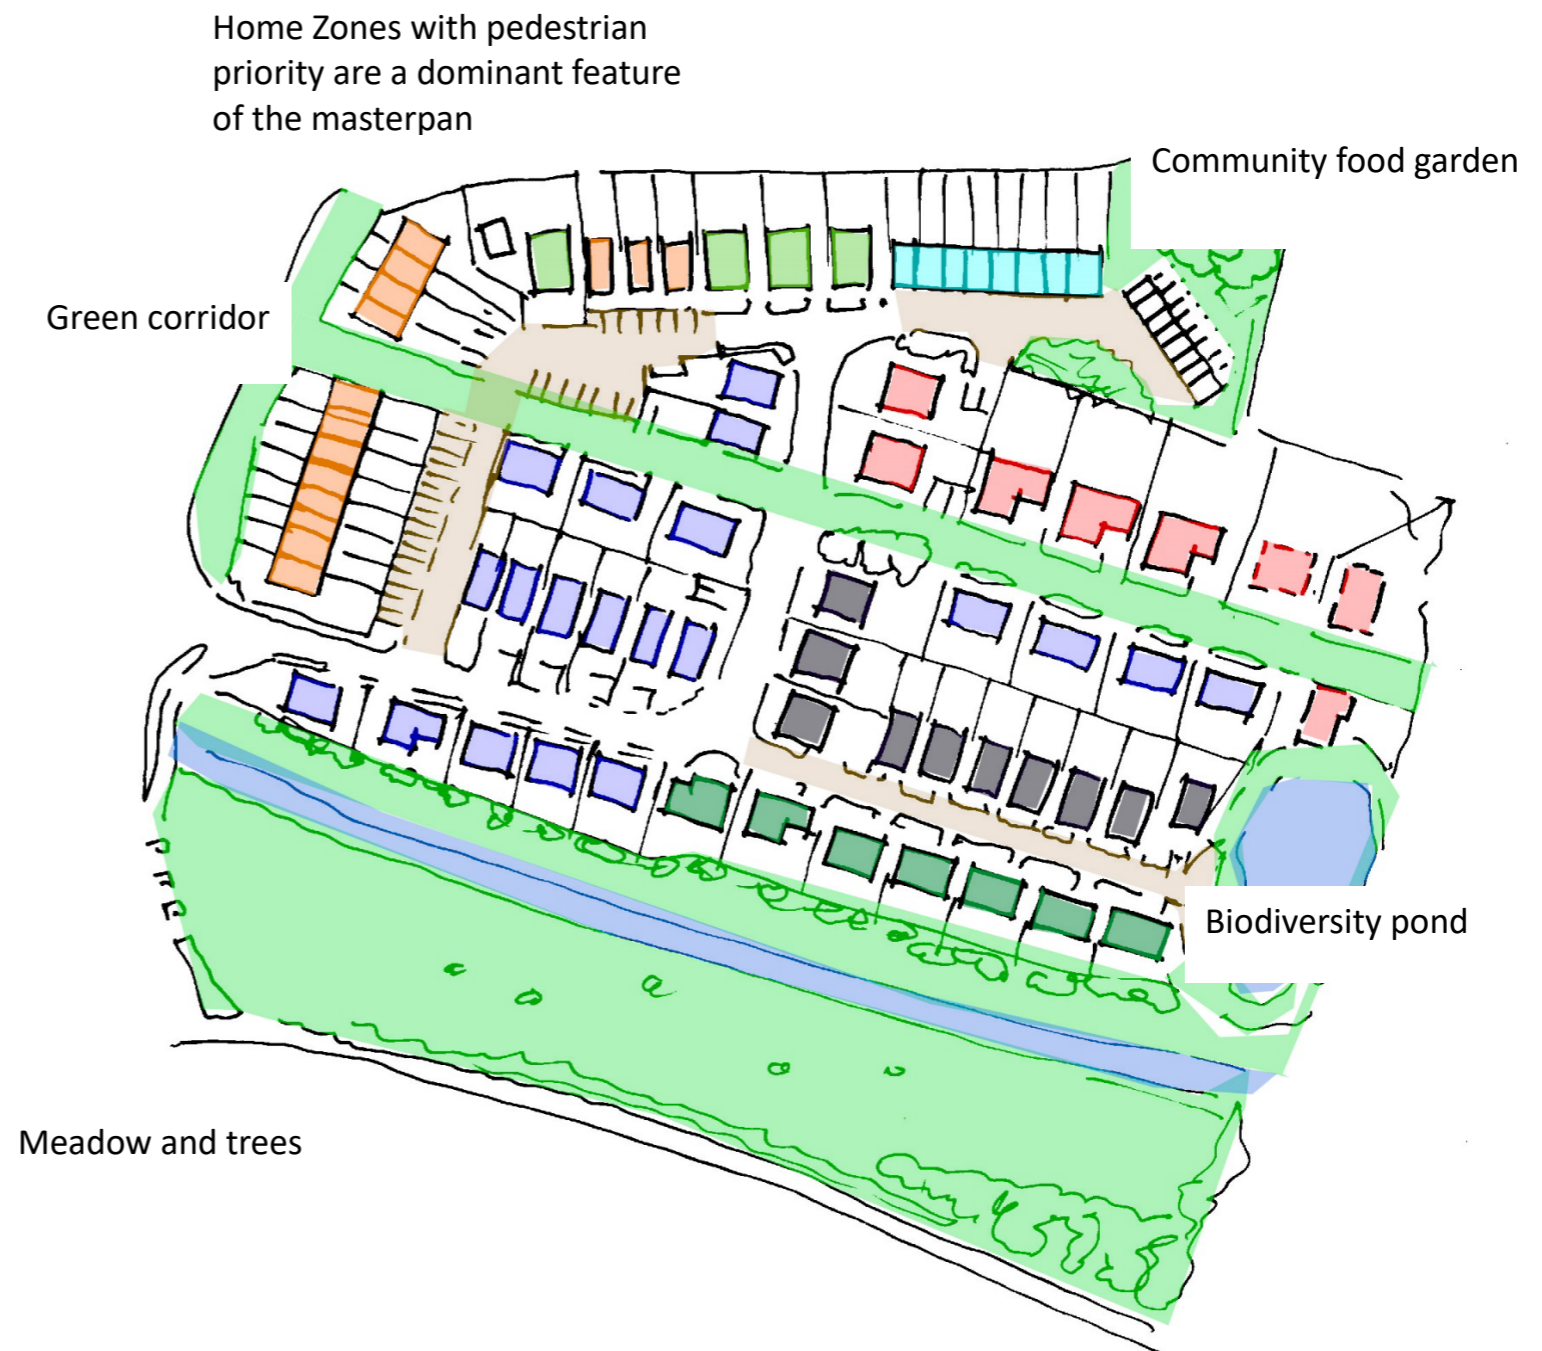 Home Zones with pedestrian
priority are a dominant feature
of the masterpan
Community food garden
Green corridor
Biodiversity pond
Meadow and trees